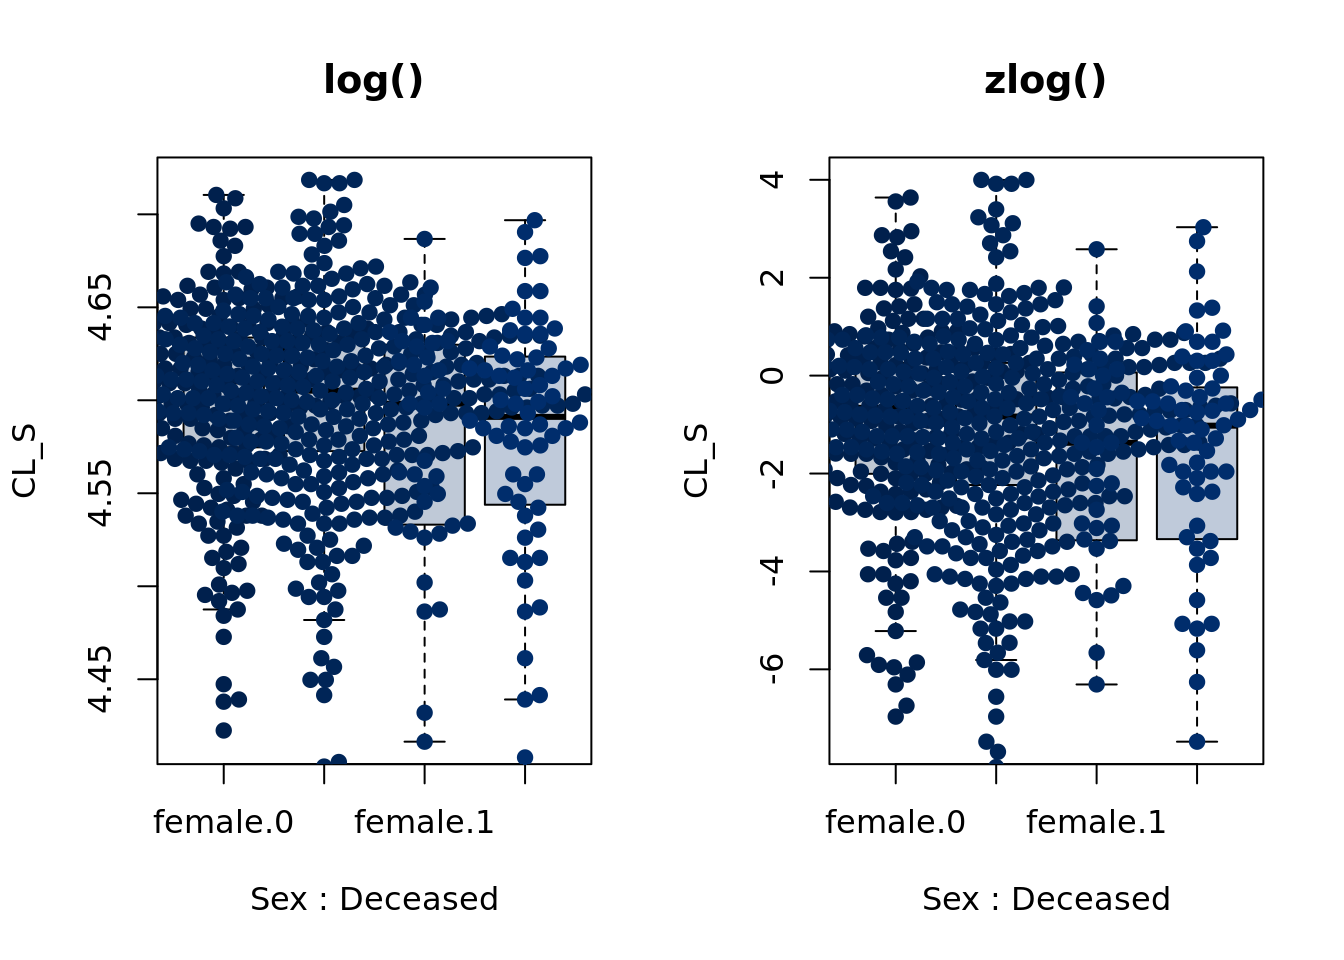 log()
CL_S
4.65
4.55
4.45
female.0 female.1
Sex : Deceased
zlog()
CL_S
4
2
0
-2
-4
-6
female.0 female.1
Sex : Deceased